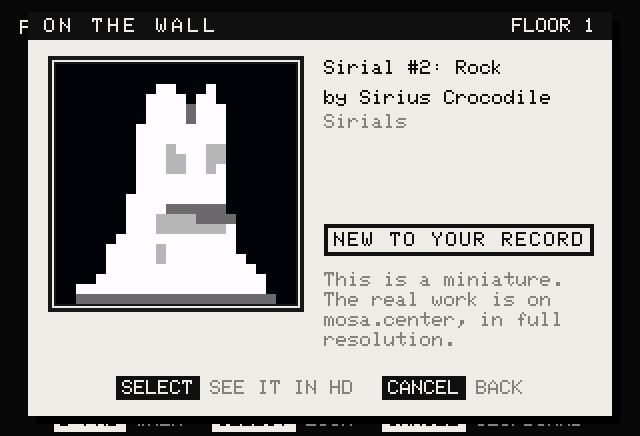 ON THE WALL
FLOOR 1
Sirial #2: Rock
by Sirius Crocodile
Sirials
NEW TO YOUR RECORD
This is a miniature.
The real work is on
mosa.center, in full
resolution.
SELECT SEE IT IN HD CANCEL BACK